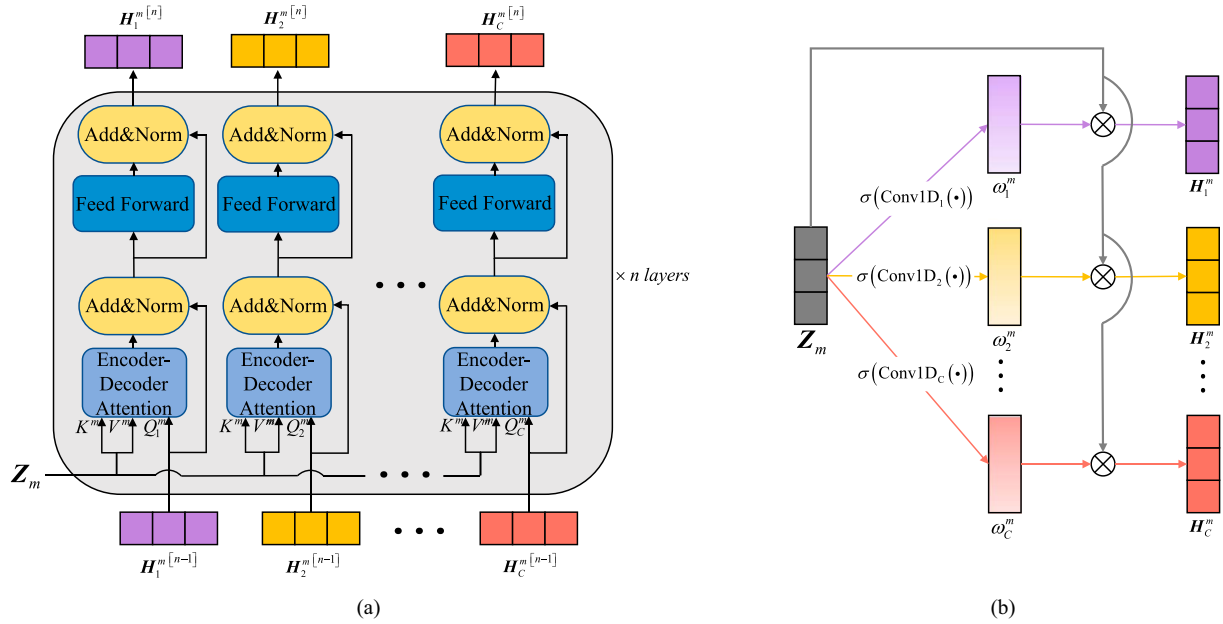 H_1^{m[n]} H_2^{m[n]} H_C^{m[n]}
Add&Norm Add&Norm Add&Norm
Feed Forward Feed Forward Feed Forward
× n layers
Add&Norm Add&Norm Add&Norm
Encoder-
Decoder
Attention
Encoder-
Decoder
Attention
Encoder-
Decoder
Attention
K^m V^m Q_1^m K^m V^m Q_2^m K^m V^m Q_C^m
Z_m
H_1^{m[n-1]} H_2^{m[n-1]} H_C^{m[n-1]}
(a)
σ(Conv1D_1(•))
ω_1^m
H_1^m
σ(Conv1D_2(•))
Z_m
ω_2^m
H_2^m
σ(Conv1D_C(•))
ω_C^m
H_C^m
(b)